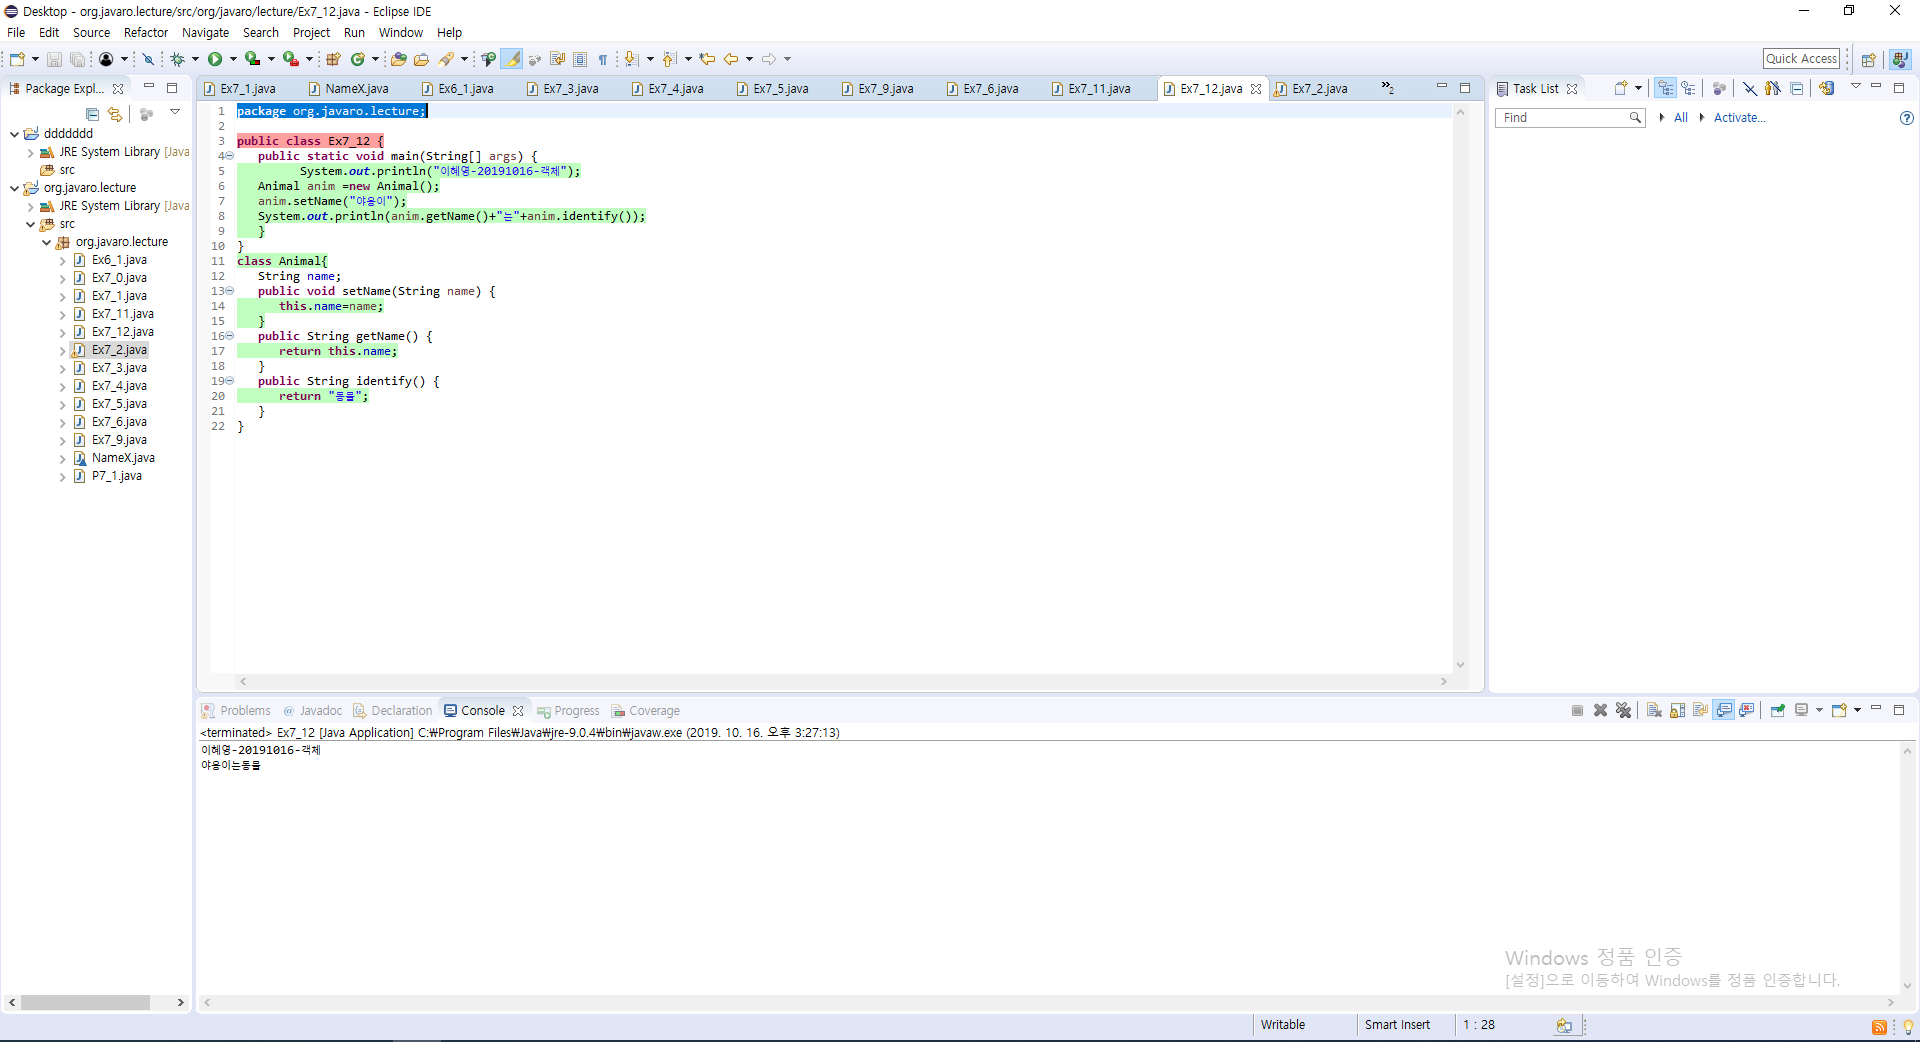 Desktop - org.javaro.lecture/src/org/javaro/lecture/Ex7_12.java - Eclipse IDE
File Edit Source Refactor Navigate Search Project Run Window Help
Quick Access
Package Expl...
ddddddd
JRE System Library [Java
src
org.javaro.lecture
JRE System Library [Java
src
org.javaro.lecture
Ex6_1.java
Ex7_0.java
Ex7_1.java
Ex7_11.java
Ex7_12.java
Ex7_2.java
Ex7_3.java
Ex7_4.java
Ex7_5.java
Ex7_6.java
Ex7_9.java
NameX.java
P7_1.java
Ex7_1.java NameX.java Ex6_1.java Ex7_3.java Ex7_4.java Ex7_5.java Ex7_9.java Ex7_6.java Ex7_11.java Ex7_12.java Ex7_2.java »2
1 package org.javaro.lecture;
2
3 public class Ex7_12 {
4 public static void main(String[] args) {
5 System.out.println("이혜영-20191016-객체");
6 Animal anim =new Animal();
7 anim.setName("야옹이");
8 System.out.println(anim.getName()+"는"+anim.identify());
9 }
10 }
11 class Animal{
12 String name;
13 public void setName(String name) {
14 this.name=name;
15 }
16 public String getName() {
17 return this.name;
18 }
19 public String identify() {
20 return "동물";
21 }
22 }
Task List
Find All Activate...
Problems @ Javadoc Declaration Console Progress Coverage
<terminated> Ex7_12 [Java Application] C:₩Program Files₩Java₩jre-9.0.4₩bin₩javaw.exe (2019. 10. 16. 오후 3:27:13)
이혜영-20191016-객체
야옹이는동물
Windows 정품 인증
[설정]으로 이동하여 Windows를 정품 인증합니다.
Writable Smart Insert 1 : 28